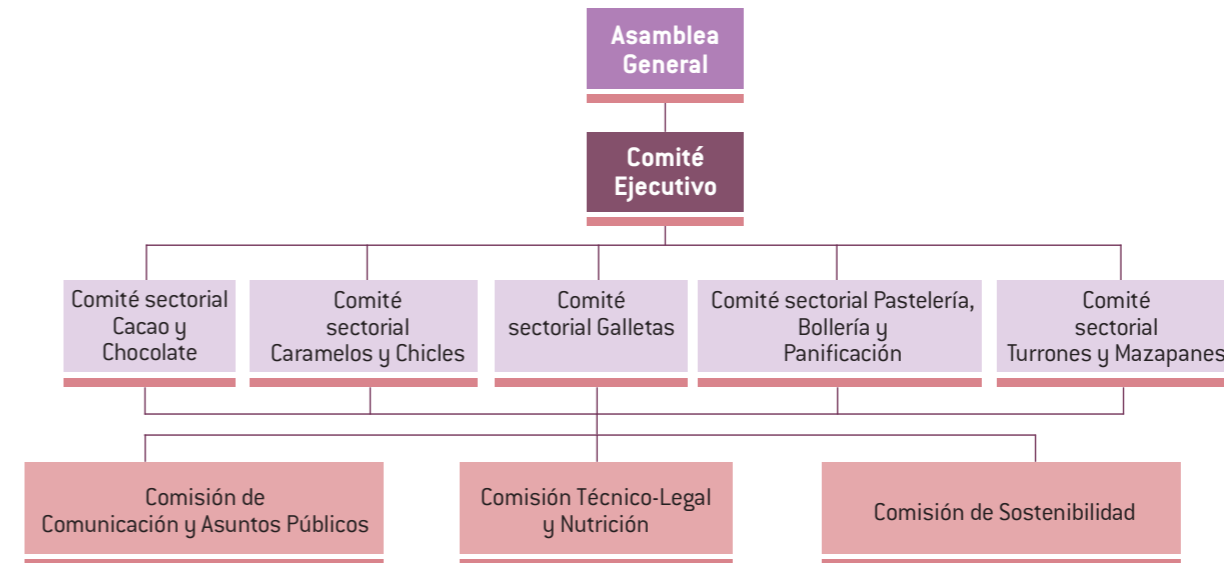 Asamblea
General
Comité
Ejecutivo
Comité sectorial
Cacao y
Chocolate
Comité
sectorial
Caramelos y Chicles
Comité
sectorial Galletas
Comité sectorial Pastelería,
Bollería y
Panificación
Comité
sectorial
Turrones y Mazapanes
Comisión de
Comunicación y Asuntos Públicos
Comisión Técnico-Legal
y Nutrición
Comisión de Sostenibilidad